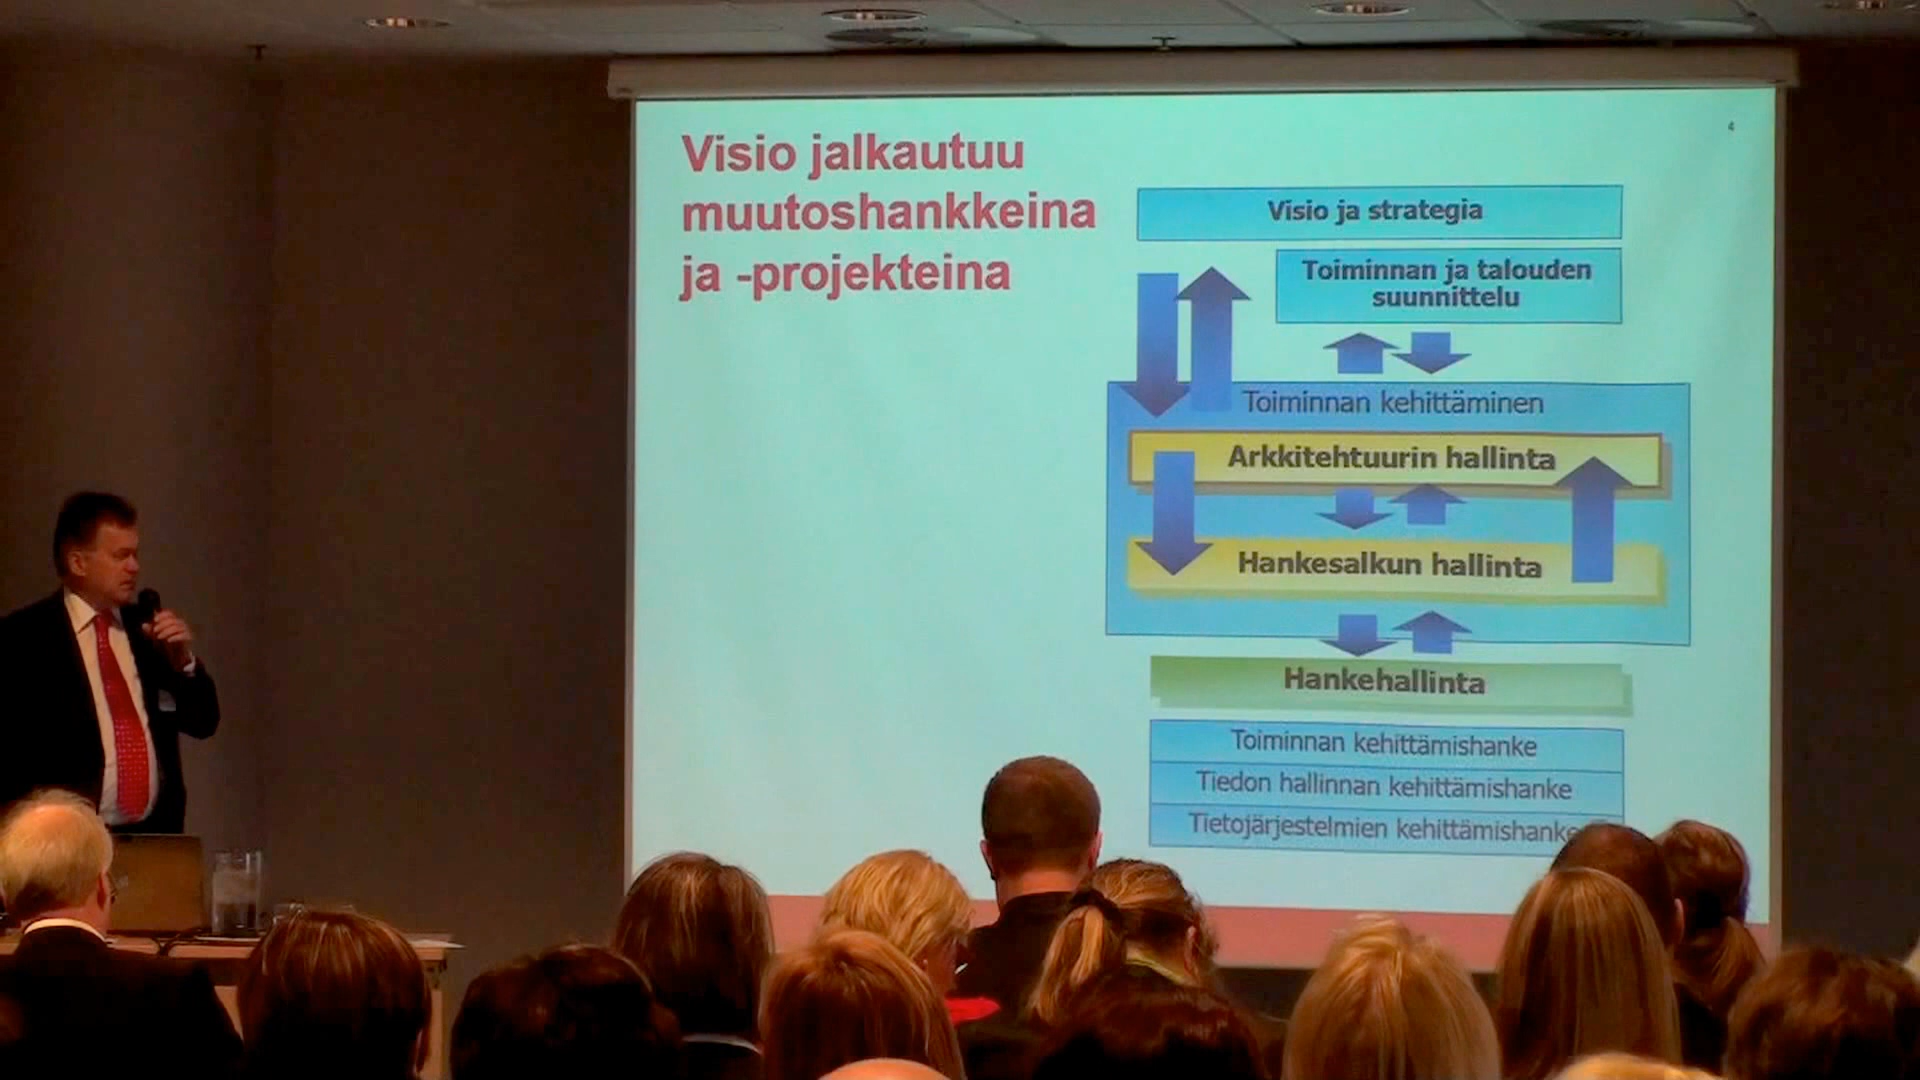 4
Visio jalkautuu
muutoshankkeina
ja -projekteina
Visio ja strategia
Toiminnan ja talouden
suunnittelu
Toiminnan kehittäminen
Arkkitehtuurin hallinta
Hankesalkun hallinta
Hankehallinta
Toiminnan kehittämishanke
Tiedon hallinnan kehittämishanke
Tietojärjestelmien kehittämishanke